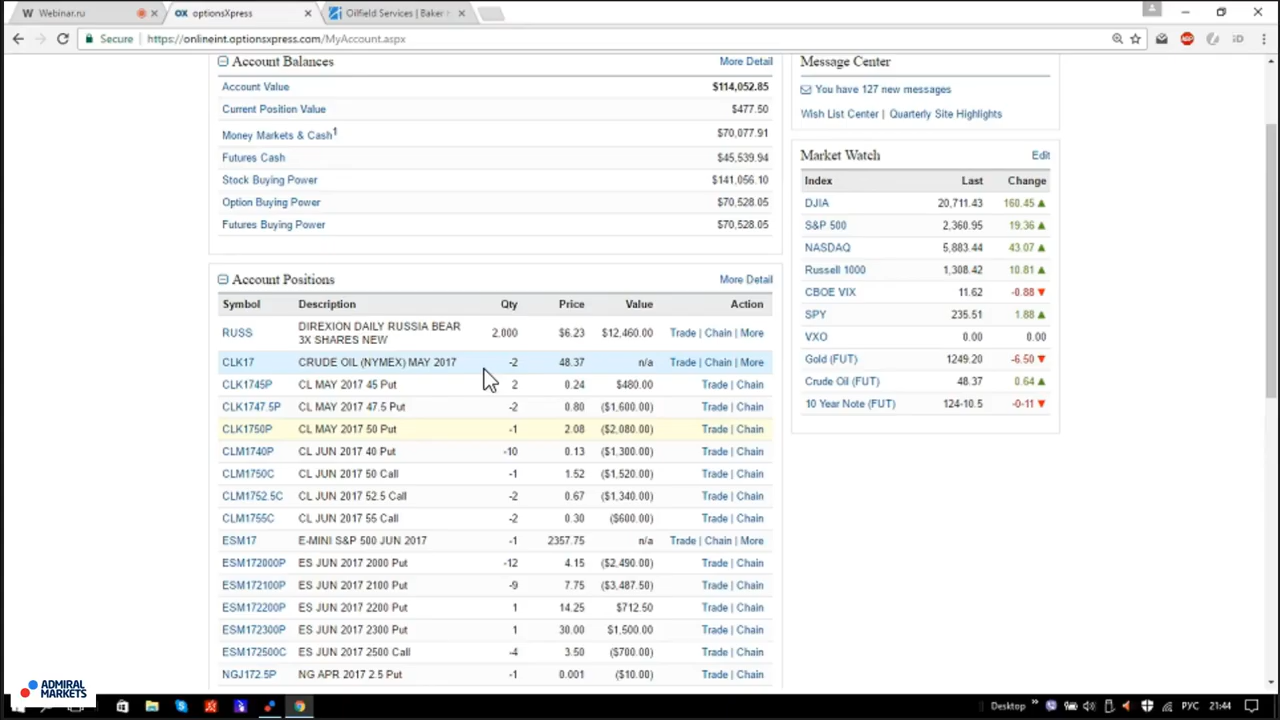 Webinar.ru
optionsXpress
Oilfield Services | Baker
Secure
https://onlineint.optionsxpress.com/MyAccount.aspx
Account Balances
More Detail
Account Value $114,052.85
Current Position Value $477.50
Money Markets & Cash1 $70,077.91
Futures Cash $45,539.94
Stock Buying Power $141,056.10
Option Buying Power $70,528.05
Futures Buying Power $70,528.05
Message Center
You have 127 new messages
Wish List Center | Quarterly Site Highlights
Market Watch Edit
Index Last Change
DJIA 20,711.43 160.45
S&P 500 2,360.95 19.36
NASDAQ 5,883.44 43.07
Russell 1000 1,308.42 10.81
CBOE VIX 11.62 -0.88
SPY 235.51 1.88
VXO 0.00 0.00
Gold (FUT) 1249.20 -6.50
Crude Oil (FUT) 48.37 0.64
10 Year Note (FUT) 124-10.5 -0-11
Account Positions
More Detail
Symbol Description Qty Price Value Action
RUSS DIREXION DAILY RUSSIA BEAR 3X SHARES NEW 2,000 $6.23 $12,460.00 Trade | Chain | More
CLK17 CRUDE OIL (NYMEX) MAY 2017 -2 48.37 n/a Trade | Chain | More
CLK1745P CL MAY 2017 45 Put 2 0.24 $480.00 Trade | Chain
CLK1747.5P CL MAY 2017 47.5 Put -2 0.80 ($1,600.00) Trade | Chain
CLK1750P CL MAY 2017 50 Put -1 2.08 ($2,080.00) Trade | Chain
CLM1740P CL JUN 2017 40 Put -10 0.13 ($1,300.00) Trade | Chain
CLM1750C CL JUN 2017 50 Call -1 1.52 ($1,520.00) Trade | Chain
CLM1752.5C CL JUN 2017 52.5 Call -2 0.67 ($1,340.00) Trade | Chain
CLM1755C CL JUN 2017 55 Call -2 0.30 ($600.00) Trade | Chain
ESM17 E-MINI S&P 500 JUN 2017 -1 2357.75 n/a Trade | Chain | More
ESM172000P ES JUN 2017 2000 Put -12 4.15 ($2,490.00) Trade | Chain
ESM172100P ES JUN 2017 2100 Put -9 7.75 ($3,487.50) Trade | Chain
ESM172200P ES JUN 2017 2200 Put 1 14.25 $712.50 Trade | Chain
ESM172300P ES JUN 2017 2300 Put 1 30.00 $1,500.00 Trade | Chain
ESM172500C ES JUN 2017 2500 Call -4 3.50 ($700.00) Trade | Chain
NGJ172.5P NG APR 2017 2.5 Put -1 0.001 ($10.00) Trade | Chain
ADMIRAL
MARKETS
Desktop
РУС
21:44